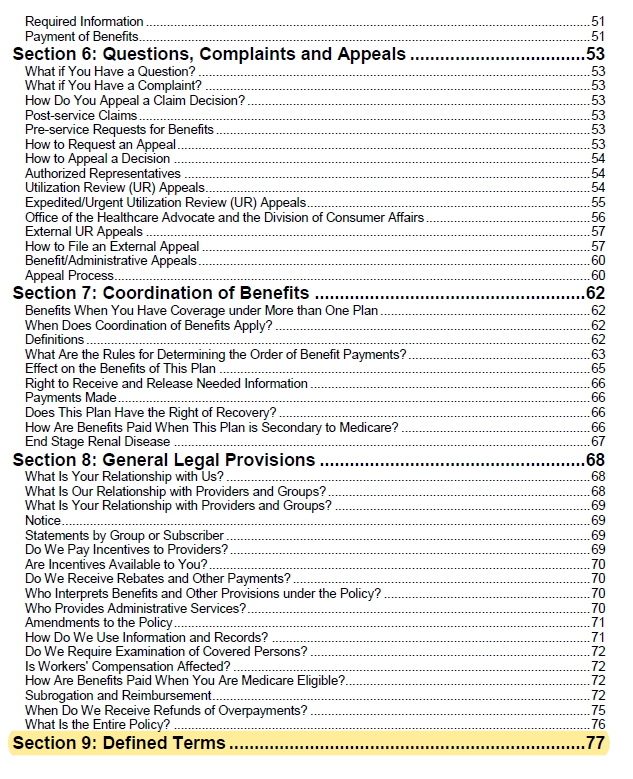 Required Information ........ 51
Payment of Benefits ........ 51
Section 6: Questions, Complaints and Appeals ........ 53
What if You Have a Question? ........ 53
What if You Have a Complaint? ........ 53
How Do You Appeal a Claim Decision? ........ 53
Post-service Claims ........ 53
Pre-service Requests for Benefits ........ 53
How to Request an Appeal ........ 53
How to Appeal a Decision ........ 54
Authorized Representatives ........ 54
Utilization Review (UR) Appeals ........ 54
Expedited/Urgent Utilization Review (UR) Appeals ........ 55
Office of the Healthcare Advocate and the Division of Consumer Affairs ........ 56
External UR Appeals ........ 57
How to File an External Appeal ........ 57
Benefit/Administrative Appeals ........ 60
Appeal Process ........ 60
Section 7: Coordination of Benefits ........ 62
Benefits When You Have Coverage under More than One Plan ........ 62
When Does Coordination of Benefits Apply? ........ 62
Definitions ........ 62
What Are the Rules for Determining the Order of Benefit Payments? ........ 63
Effect on the Benefits of This Plan ........ 65
Right to Receive and Release Needed Information ........ 66
Payments Made ........ 66
Does This Plan Have the Right of Recovery? ........ 66
How Are Benefits Paid When This Plan is Secondary to Medicare? ........ 66
End Stage Renal Disease ........ 67
Section 8: General Legal Provisions ........ 68
What Is Your Relationship with Us? ........ 68
What Is Our Relationship with Providers and Groups? ........ 68
What Is Your Relationship with Providers and Groups? ........ 69
Notice ........ 69
Statements by Group or Subscriber ........ 69
Do We Pay Incentives to Providers? ........ 69
Are Incentives Available to You? ........ 70
Do We Receive Rebates and Other Payments? ........ 70
Who Interprets Benefits and Other Provisions under the Policy? ........ 70
Who Provides Administrative Services? ........ 70
Amendments to the Policy ........ 71
How Do We Use Information and Records? ........ 71
Do We Require Examination of Covered Persons? ........ 72
Is Workers' Compensation Affected? ........ 72
How Are Benefits Paid When You Are Medicare Eligible? ........ 72
Subrogation and Reimbursement ........ 72
When Do We Receive Refunds of Overpayments? ........ 75
What Is the Entire Policy? ........ 76
Section 9: Defined Terms ........ 77